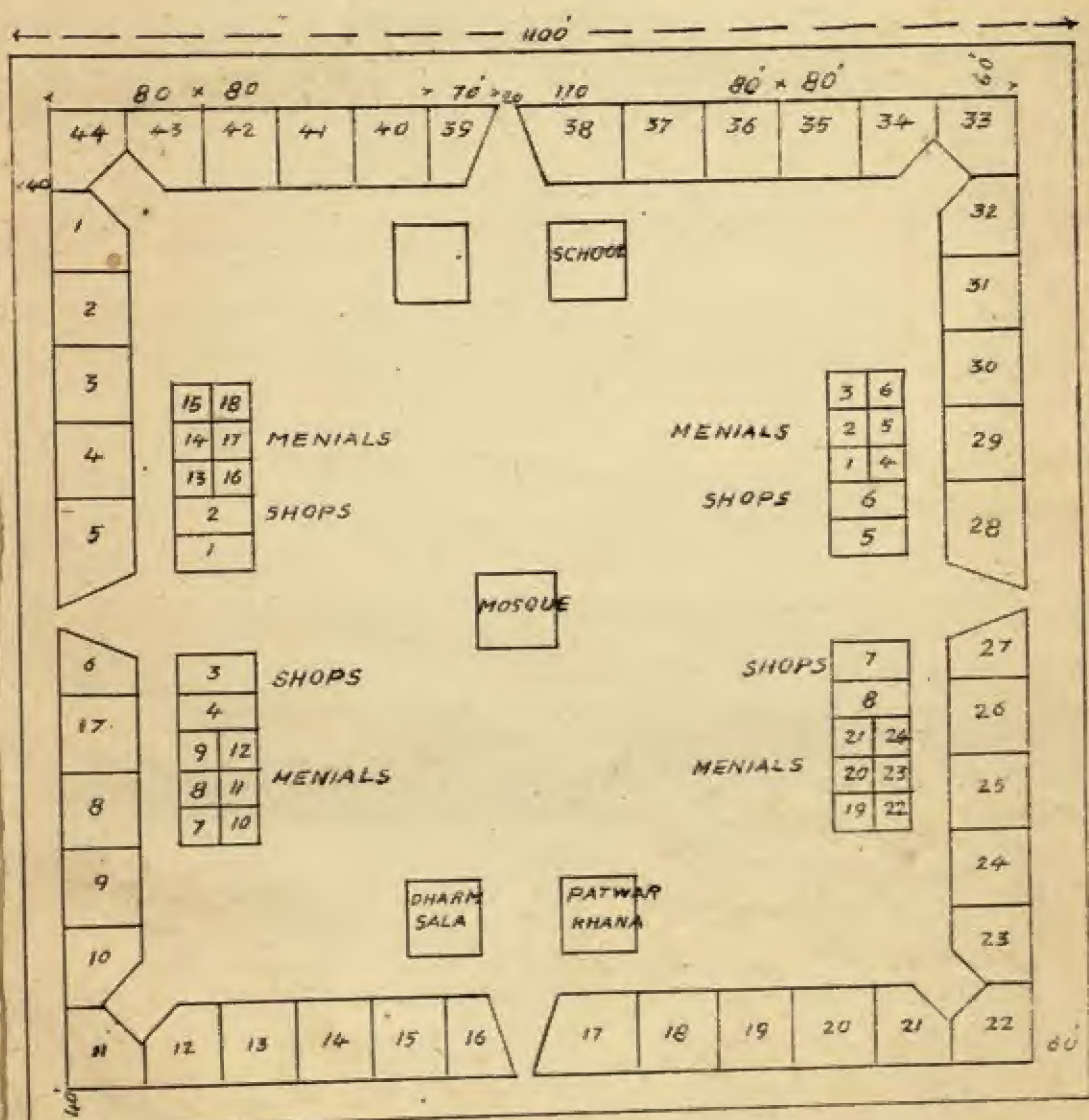 1100'
80 × 80 70' 20 110 80' × 80' 60'
44 43 42 41 40 39 38 37 36 35 34 33
40
1 32
SCHOOL
2 31
3 30
15 18 3 6
14 17 MENIALS MENIALS 2 5
4 29
13 16 1 4
2 SHOPS SHOPS 6
5 28
1 5
MOSQUE
6 27
3 SHOPS SHOPS 7
4 8
17 26
9 12 21 24
8 11 MENIALS MENIALS 20 23
8 25
7 10 19 22
9 24
DHARM PATWAR
SALA KHANA
10 23
11 12 13 14 15 16 17 18 19 20 21 22
60'
40'